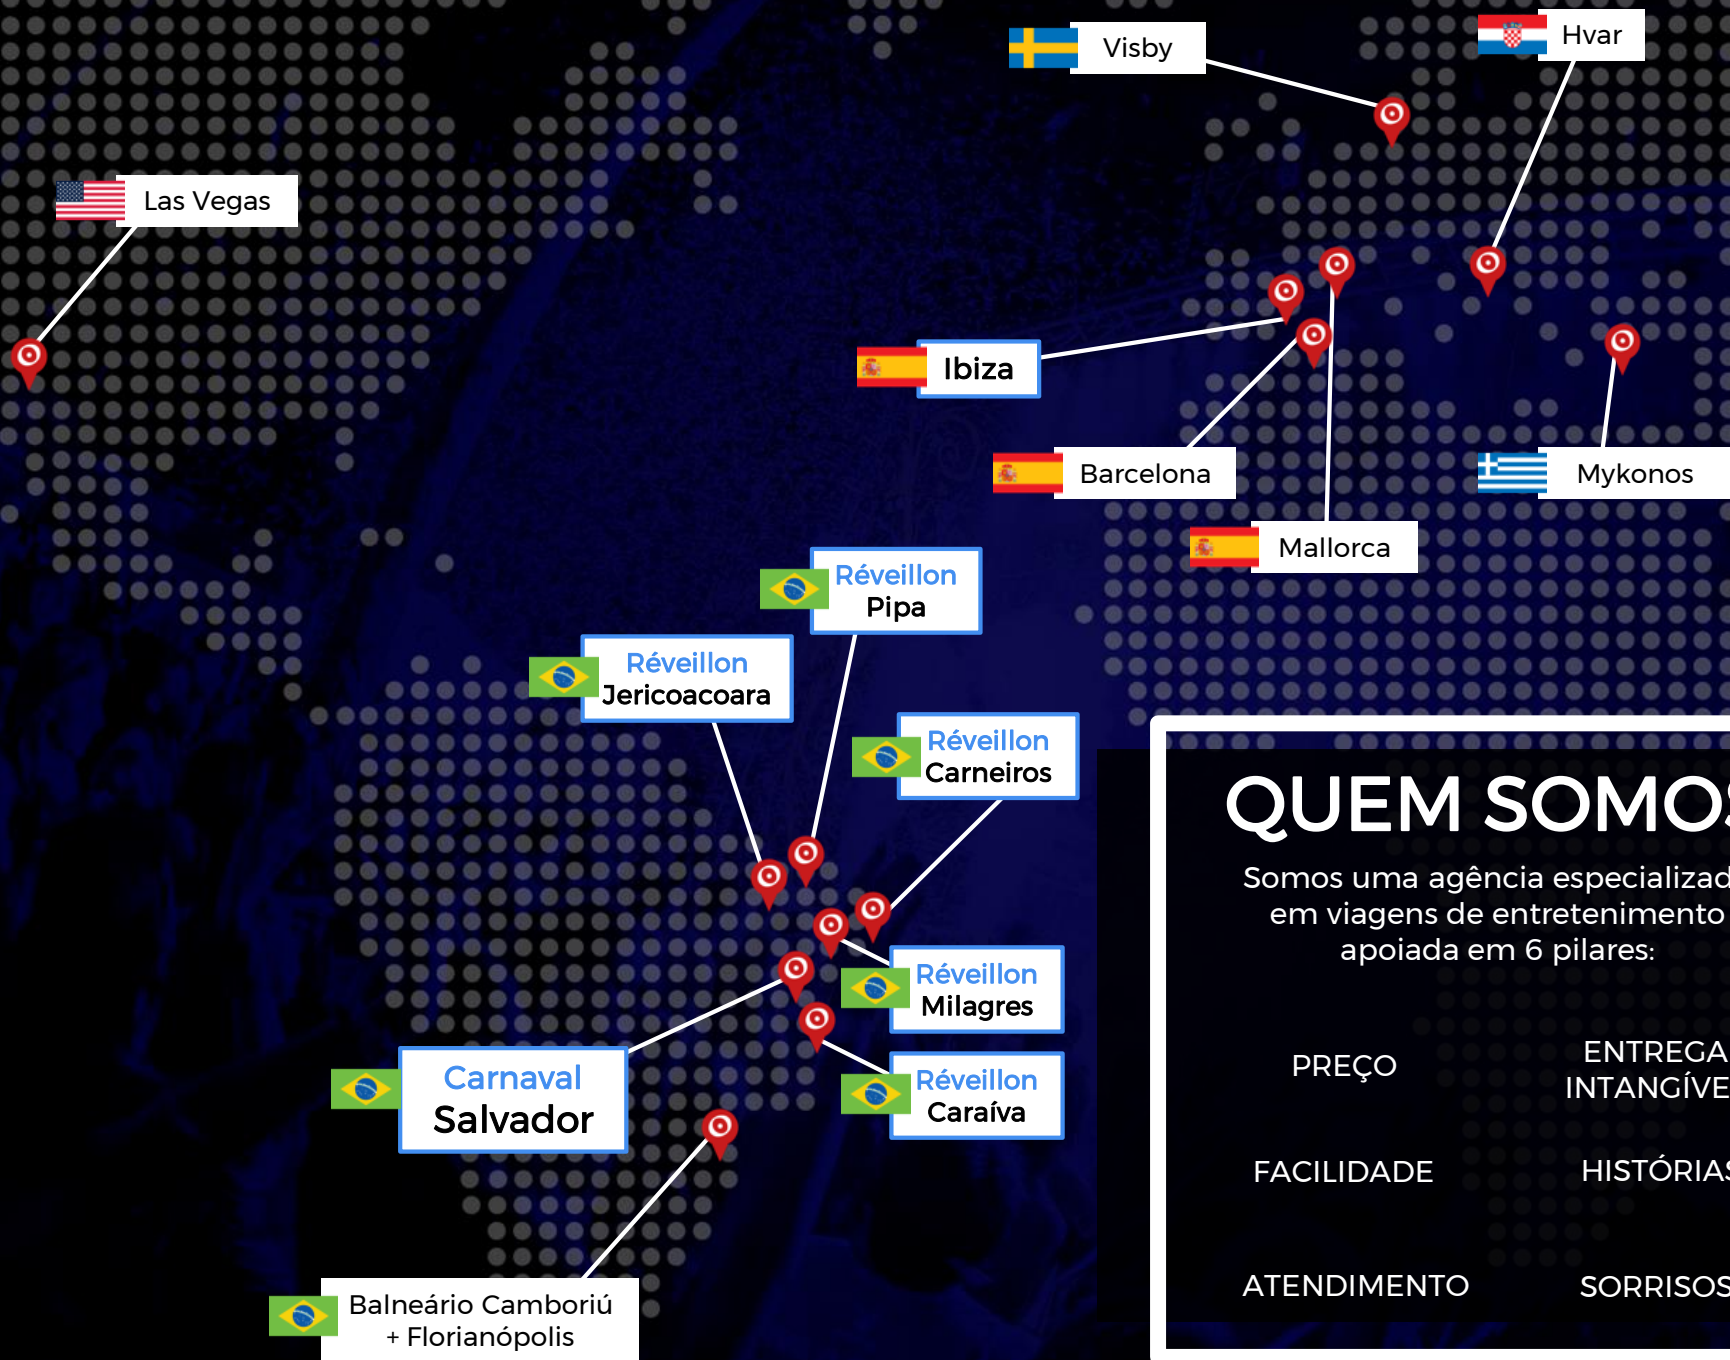 Visby
Hvar
Las Vegas
Ibiza
Barcelona
Mykonos
Mallorca
Réveillon
Pipa
Réveillon
Jericoacoara
Réveillon
Carneiros
Réveillon
Milagres
Carnaval
Salvador
Réveillon
Caraíva
Balneário Camboriú
+ Florianópolis
QUEM SOMOS
Somos uma agência especializad
em viagens de entretenimento
apoiada em 6 pilares:
PREÇO
ENTREGA
INTANGÍVE
FACILIDADE
HISTÓRIAS
ATENDIMENTO
SORRISOS